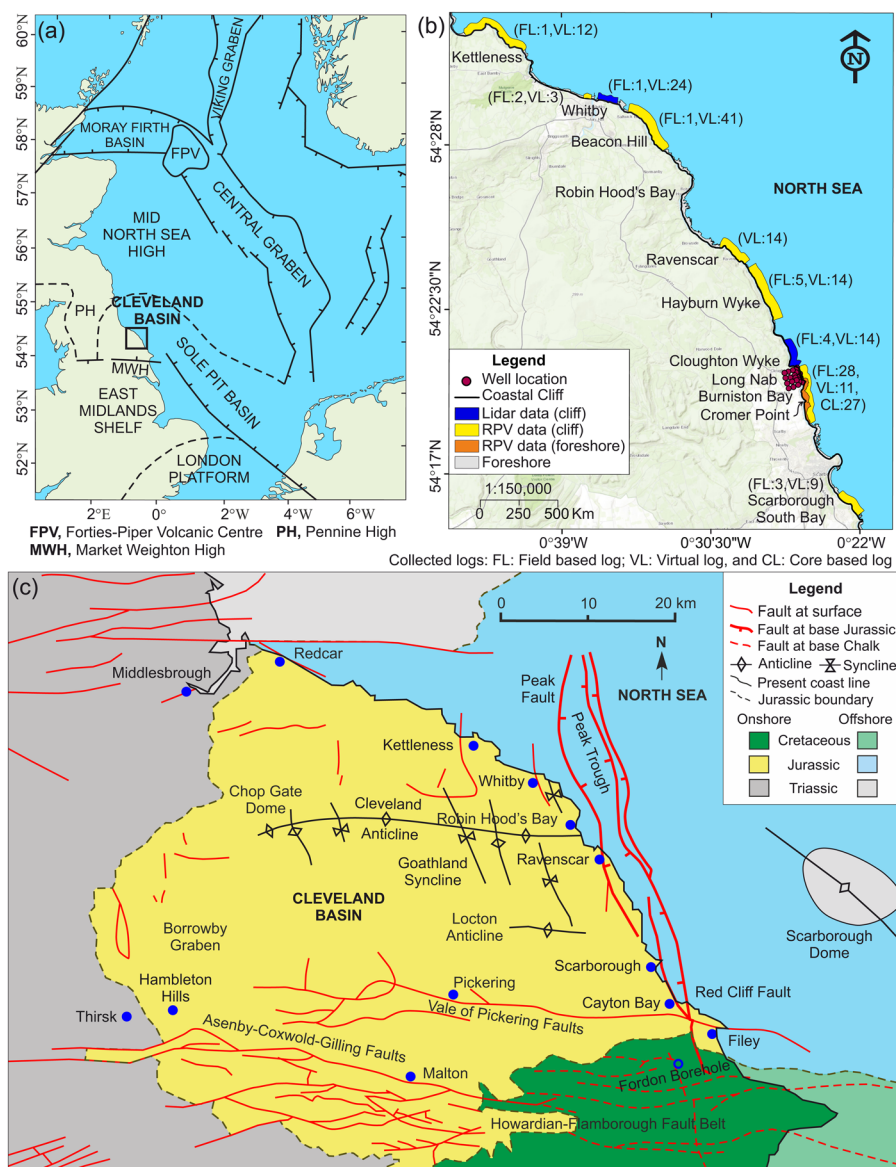 (a)
60°N
59°N
58°N
57°N
56°N
55°N
54°N
53°N
52°N
VIKING GRABEN
MORAY FIRTH
BASIN
FPV
CENTRAL GRABEN
MID
NORTH SEA
HIGH
CLEVELAND
BASIN
PH
MWH
SOLE PIT BASIN
EAST
MIDLANDS
SHELF
LONDON
PLATFORM
2°E
0°
2°W
4°W
6°W
FPV, Forties-Piper Volcanic Centre PH, Pennine High
MWH, Market Weighton High
(b)
N
(FL:1,VL:12)
Kettleness
(FL:2,VL:3)
(FL:1,VL:24)
Whitby
(FL:1,VL:41)
Beacon Hill
54°28'N
Robin Hood's Bay
NORTH SEA
(VL:14)
Ravenscar
(FL:5,VL:14)
Hayburn Wyke
54°22'30"N
(FL:4,VL:14)
Cloughton Wyke
Long Nab
Burniston Bay
Cromer Point
(FL:28,
VL:11,
CL:27)
Legend
Well location
Coastal Cliff
Lidar data (cliff)
RPV data (cliff)
RPV data (foreshore)
Foreshore
54°17'N
1:150,000
0 250 500 Km
(FL:3,VL:9)
Scarborough
South Bay
0°39'W
0°30'30"W
0°22'W
Collected logs: FL: Field based log; VL: Virtual log, and CL: Core based log
(c)
0 10 20 km
N
NORTH SEA
Legend
Fault at surface
Fault at base Jurassic
Fault at base Chalk
Anticline Syncline
Present coast line
Jurassic boundary
Onshore Offshore
Cretaceous
Jurassic
Triassic
Redcar
Middlesbrough
Peak
Fault
Peak Trough
Kettleness
Whitby
Chop Gate
Dome
Cleveland
Anticline
Robin Hood's Bay
Goathland
Syncline
Ravenscar
CLEVELAND
BASIN
Locton
Anticline
Scarborough
Dome
Borrowby
Graben
Scarborough
Hambleton
Hills
Pickering
Cayton Bay
Red Cliff Fault
Thirsk
Vale of Pickering Faults
Asenby-Coxwold-Gilling Faults
Filey
Malton
Fordon Borehole
Howardian-Flamborough Fault Belt